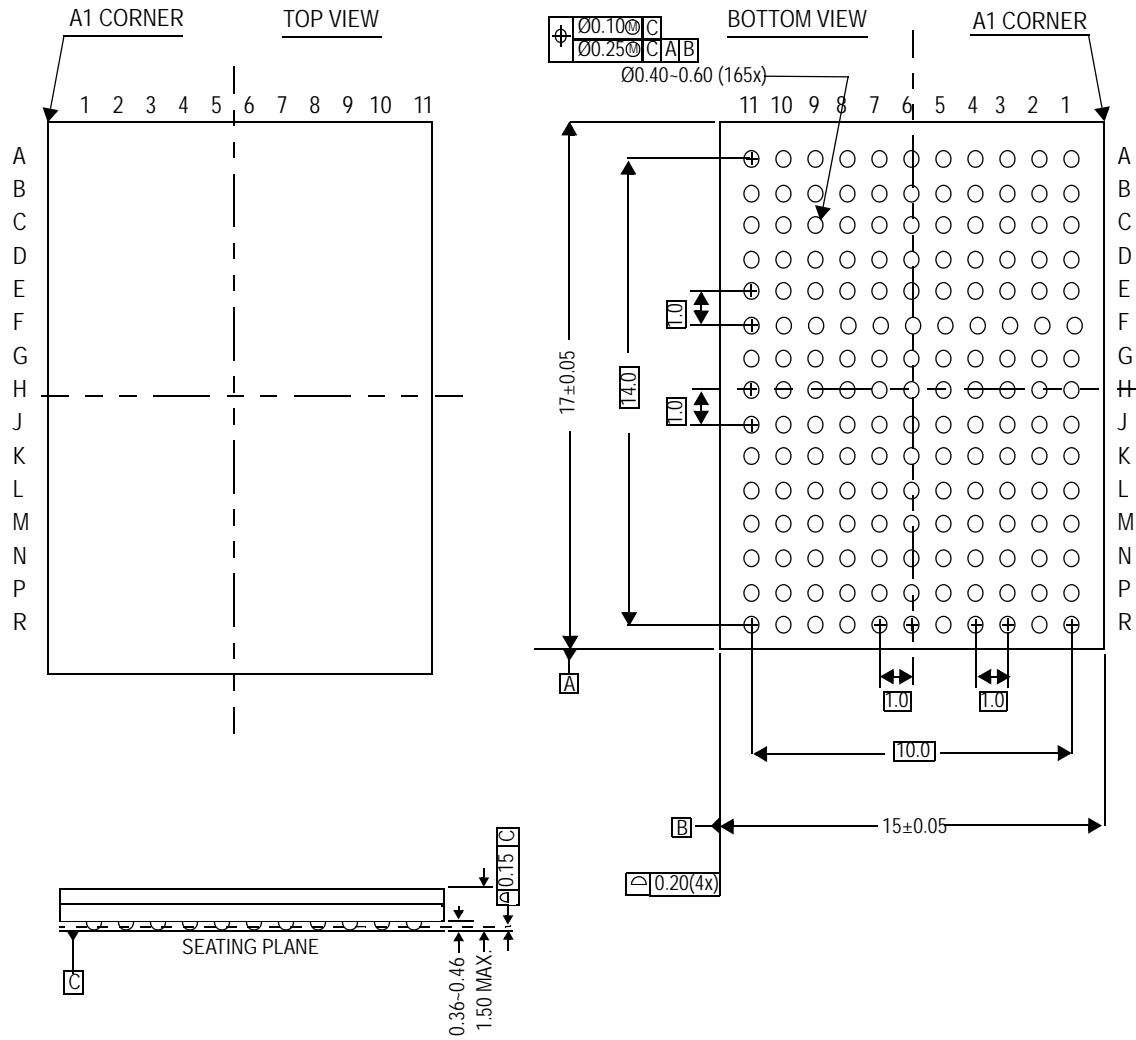 A1 CORNER
TOP VIEW
1 2 3 4 5 6 7 8 9 10 11
A
B
C
D
E
F
G
H
J
K
L
M
N
P
R
Ø0.10Ⓜ C
Ø0.25Ⓜ C A B
BOTTOM VIEW
A1 CORNER
Ø0.40~0.60 (165x)
11 10 9 8 7 6 5 4 3 2 1
A
B
C
D
E
F
G
H
J
K
L
M
N
P
R
1.0
1.0
14.0
17±0.05
A
1.0
1.0
10.0
B
15±0.05
0.20(4x)
0.15 C
SEATING PLANE
C
0.36~0.46
1.50 MAX.